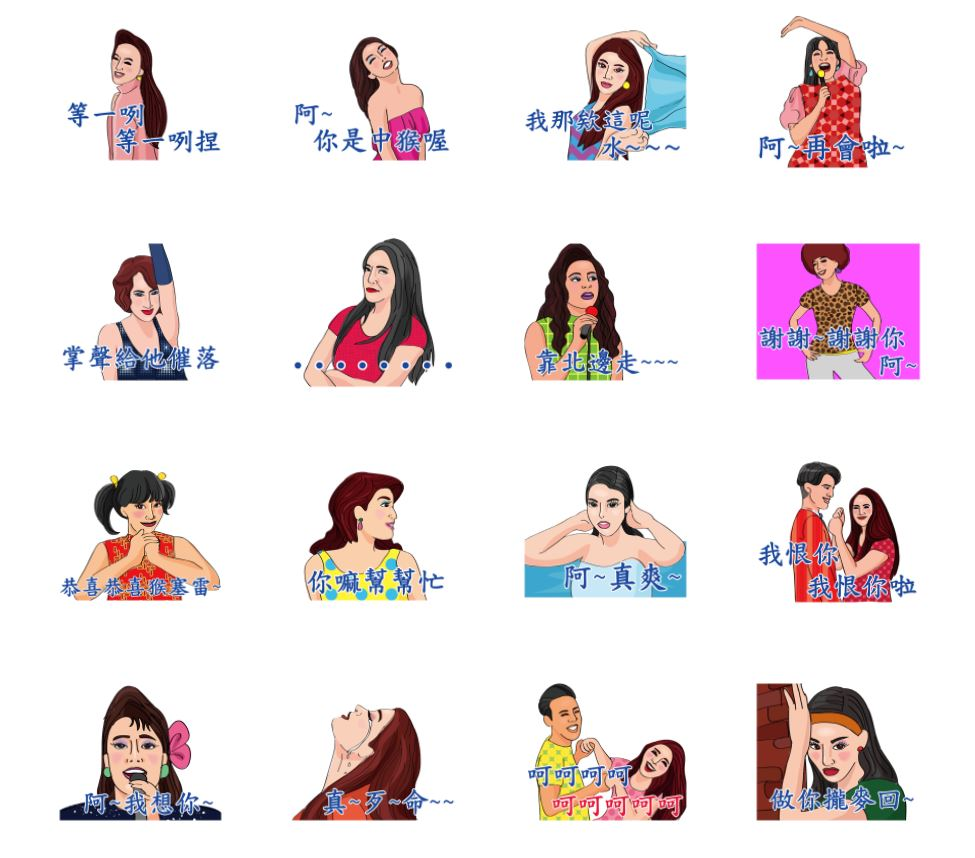 等一咧
等一咧捏
阿~
你是中猴喔
我那欸這呢
水~~~
阿~再會啦~
掌聲給他催落
・・・・・・・・
靠北邊走~~~
謝謝~謝謝你
阿~
恭喜恭喜猴塞雷~
你嘛幫幫忙
阿~真爽~
我恨你
我恨你啦
阿~我想你~
真~歹~命~~
呵呵呵呵
呵呵呵呵呵
做你攏麥回~